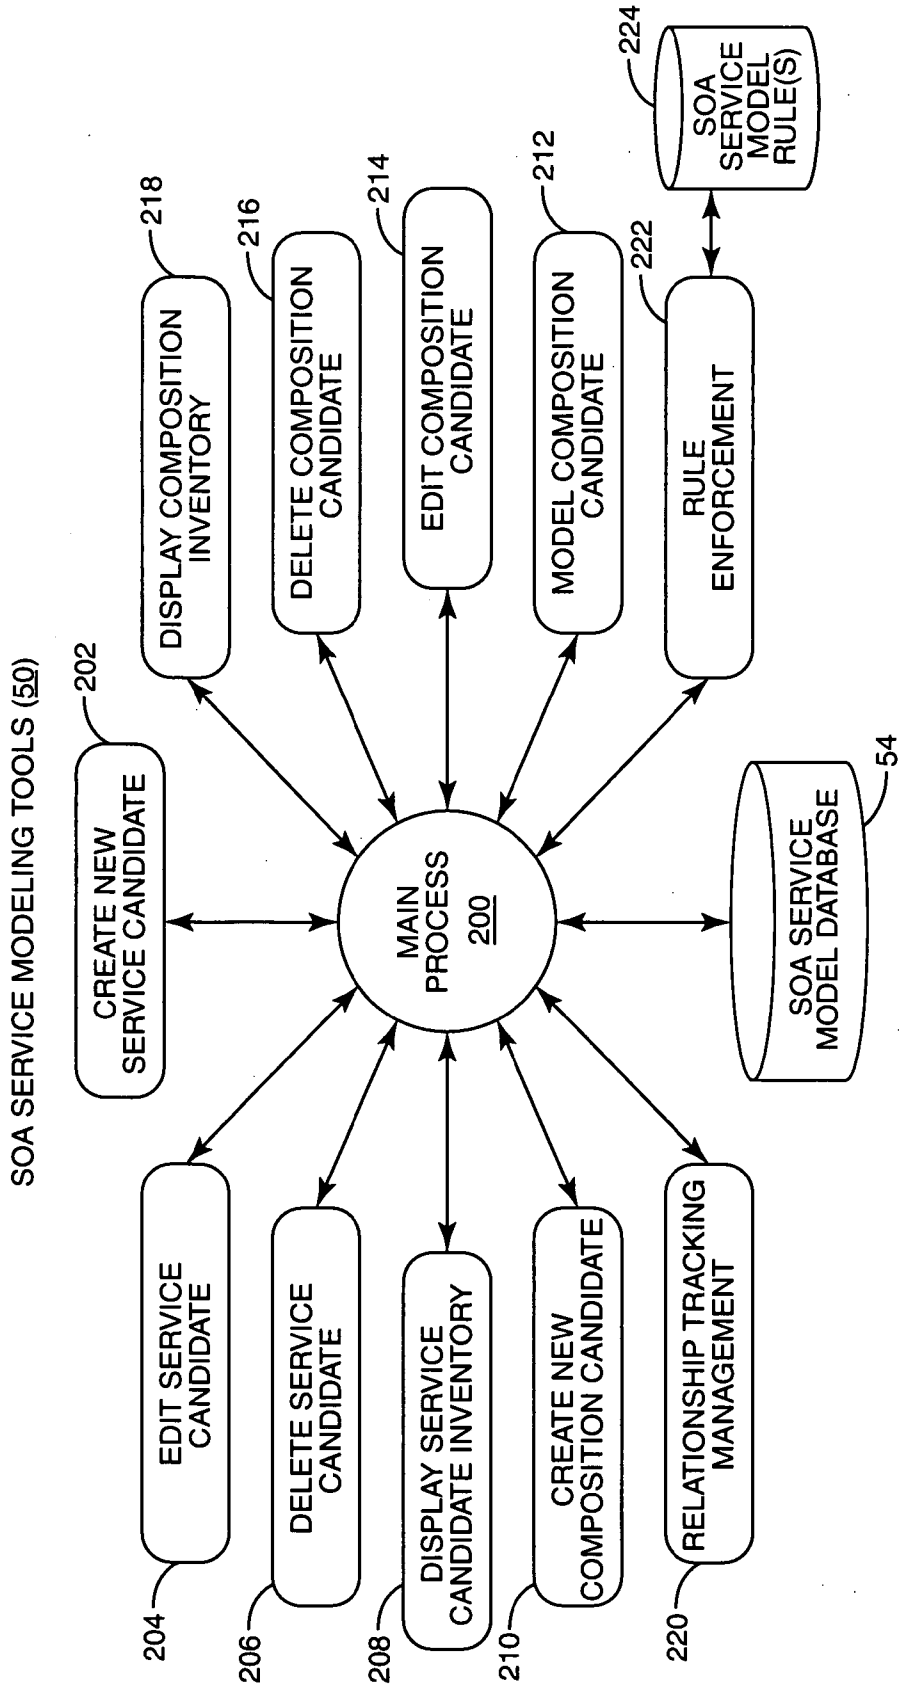 SOA SERVICE MODELING TOOLS (50)
202
CREATE NEW
SERVICE CANDIDATE
204
EDIT SERVICE
CANDIDATE
206
DELETE SERVICE
CANDIDATE
208
DISPLAY SERVICE
CANDIDATE INVENTORY
210
CREATE NEW
COMPOSITION CANDIDATE
220
RELATIONSHIP TRACKING
MANAGEMENT
MAIN
PROCESS
200
SOA SERVICE
MODEL DATABASE
54
218
DISPLAY COMPOSITION
INVENTORY
216
DELETE COMPOSITION
CANDIDATE
214
EDIT COMPOSITION
CANDIDATE
212
MODEL COMPOSITION
CANDIDATE
222
RULE
ENFORCEMENT
224
SOA
SERVICE
MODEL
RULE(S)